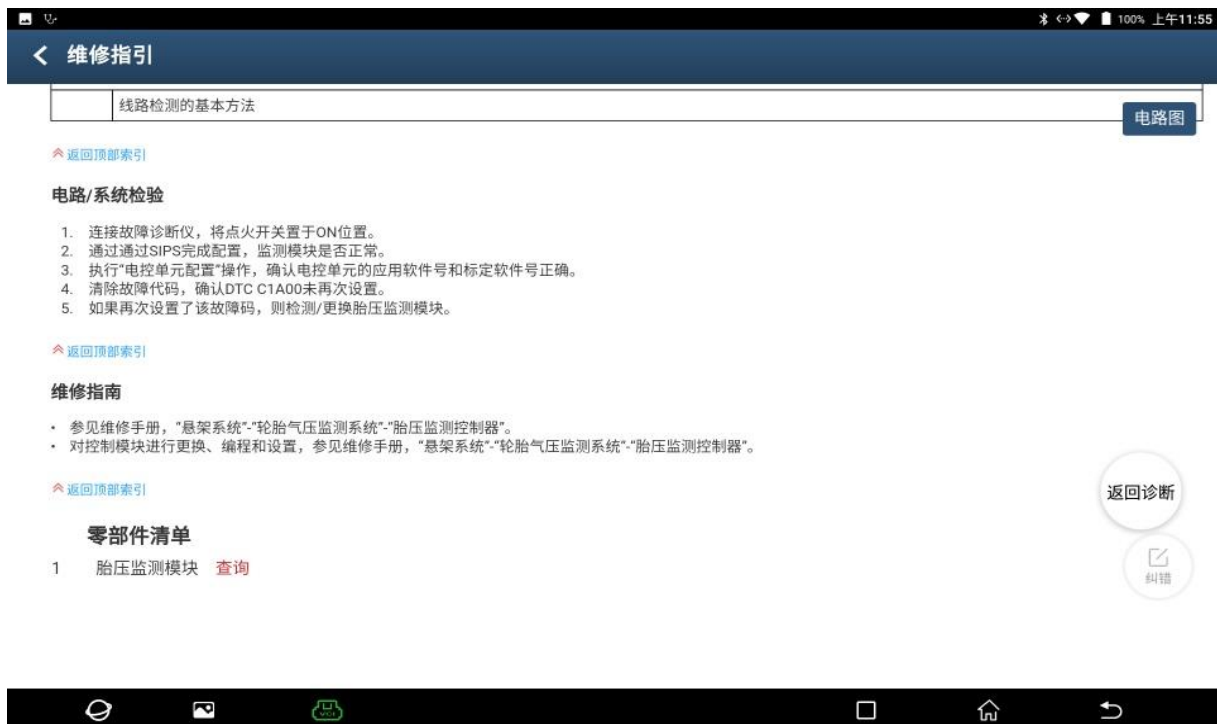 100% 上午11:55
维修指引
线路检测的基本方法
电路图
返回顶部索引
电路/系统检验
1. 连接故障诊断仪，将点火开关置于ON位置。
2. 通过通过SIPS完成配置，监测模块是否正常。
3. 执行“电控单元配置”操作，确认电控单元的应用软件号和标定软件号正确。
4. 清除故障代码，确认DTC C1A00未再次设置。
5. 如果再次设置了该故障码，则检测/更换胎压监测模块。
返回顶部索引
维修指南
• 参见维修手册，“悬架系统”-“轮胎气压监测系统”-“胎压监测控制器”。
• 对控制模块进行更换、编程和设置，参见维修手册，“悬架系统”-“轮胎气压监测系统”-“胎压监测控制器”。
返回顶部索引
返回诊断
零部件清单
1 胎压监测模块 查询
纠错
VCI